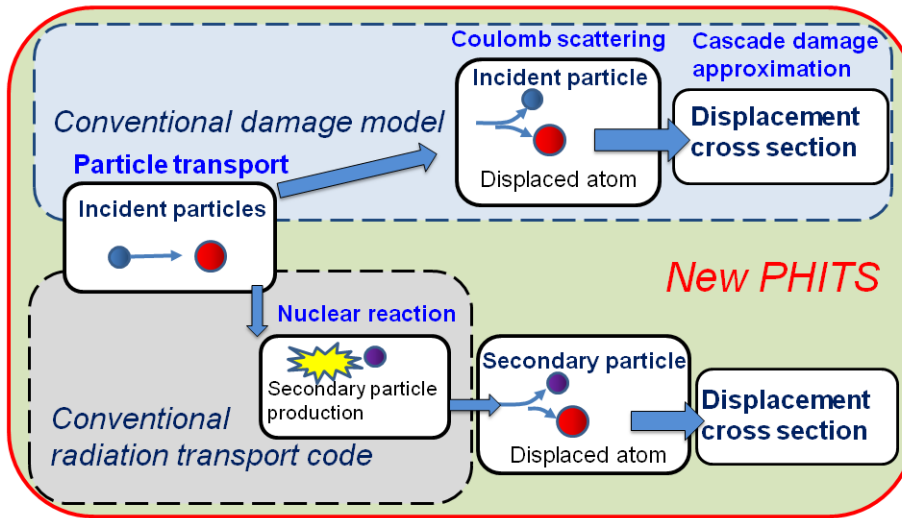 Coulomb scattering
Cascade damage
approximation
Incident particle
Conventional damage model
Displacement
cross section
Particle transport
Displaced atom
Incident particles
New PHITS
Nuclear reaction
Secondary particle
production
Secondary particle
Displaced atom
Displacement
cross section
Conventional
radiation transport code